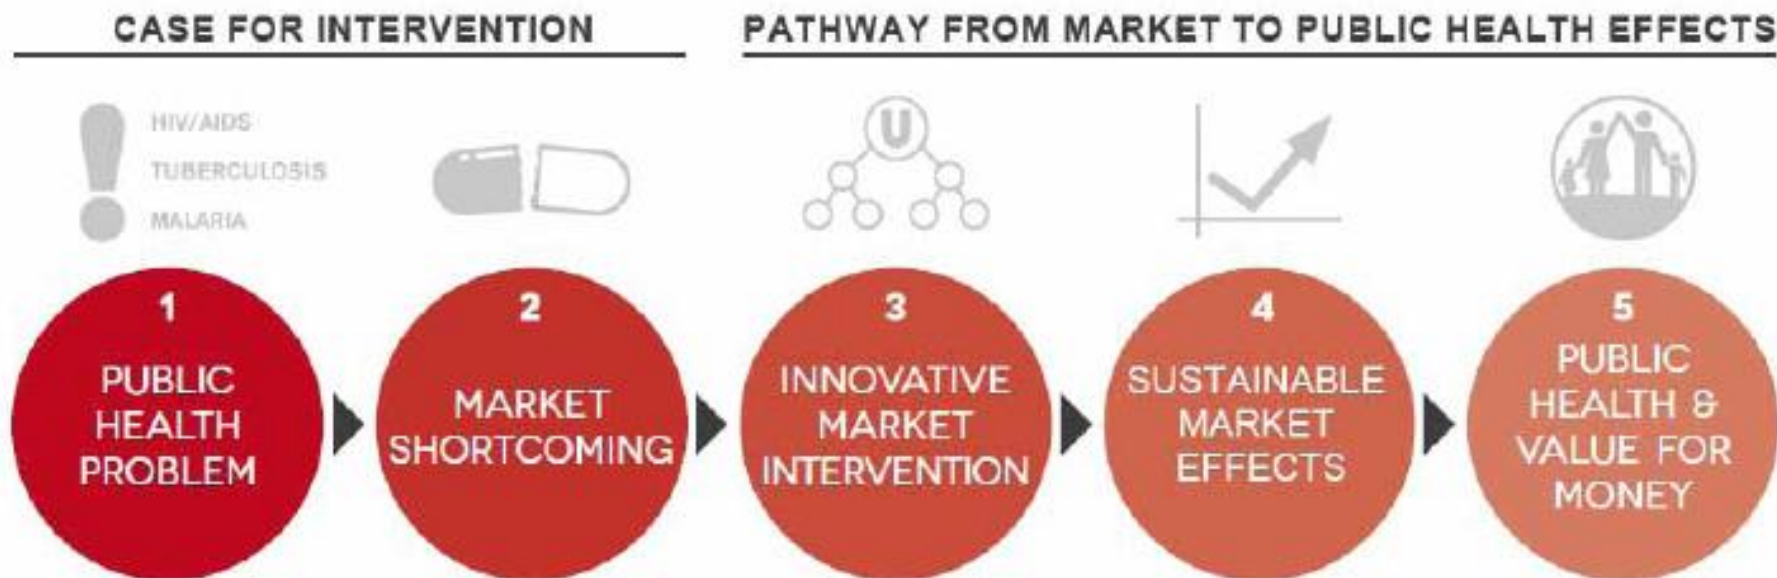 CASE FOR INTERVENTION
PATHWAY FROM MARKET TO PUBLIC HEALTH EFFECTS
HIV/AIDS
TUBERCULOSIS
MALARIA
U
1
PUBLIC
HEALTH
PROBLEM
2
MARKET
SHORTCOMING
3
INNOVATIVE
MARKET
INTERVENTION
4
SUSTAINABLE
MARKET
EFFECTS
5
PUBLIC
HEALTH &
VALUE FOR
MONEY